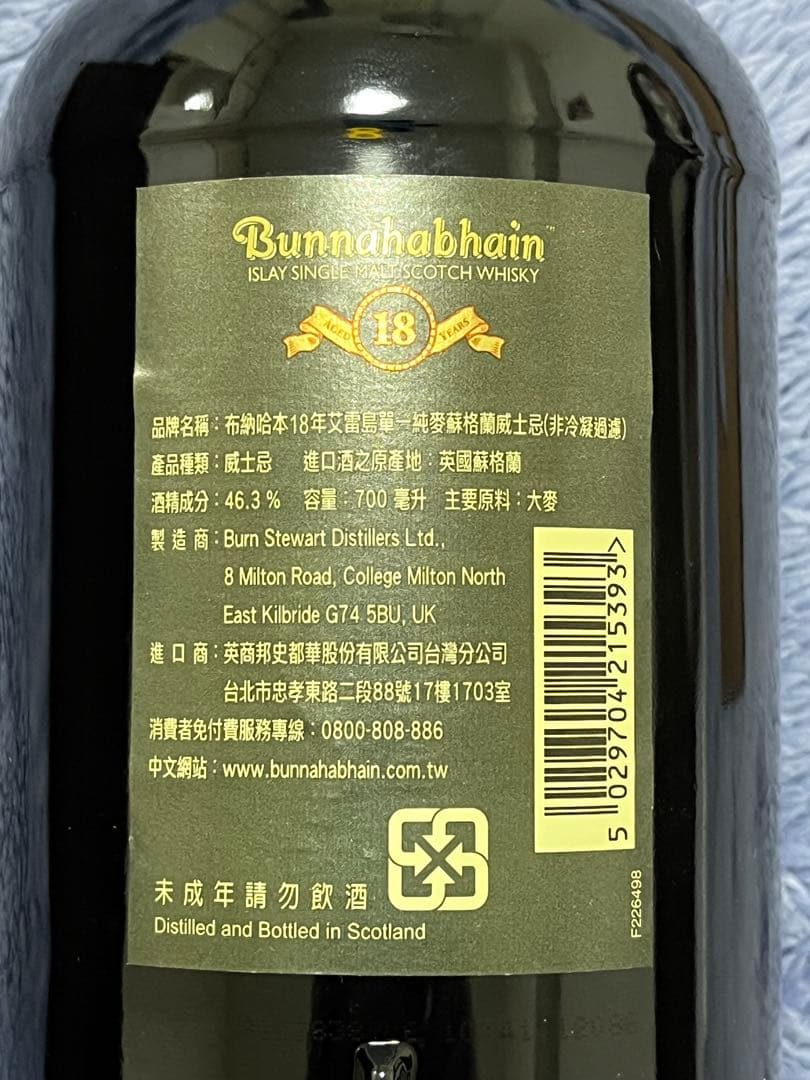 Bunnahabhain™
ISLAY SINGLE MALT SCOTCH WHISKY
AGED 18 YEARS
品牌名稱：布納哈本18年艾雷島單一純麥蘇格蘭威士忌(非冷凝過濾)
產品種類：威士忌 進口酒之原產地：英國蘇格蘭
酒精成分：46.3% 容量：700 毫升 主要原料：大麥
製造商：Burn Stewart Distillers Ltd.,
8 Milton Road, College Milton North
East Kilbride G74 5BU, UK
進口商：英商邦史都華股份有限公司台灣分公司
台北市忠孝東路二段88號17樓1703室
消費者免付費服務專線：0800-808-886
中文網站：www.bunnahabhain.com.tw
5 029704 215393 >
未成年請勿飲酒
Distilled and Bottled in Scotland
F226498